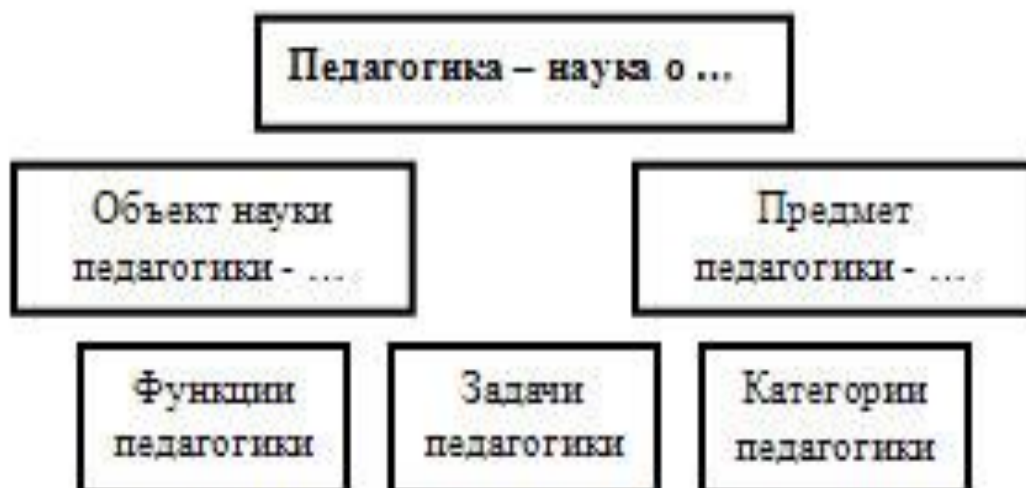 Педагогика – наука о ...
Объект науки
педагогики - ...
Предмет
педагогики - ...
Функции
педагогики
Задачи
педагогики
Категории
педагогики